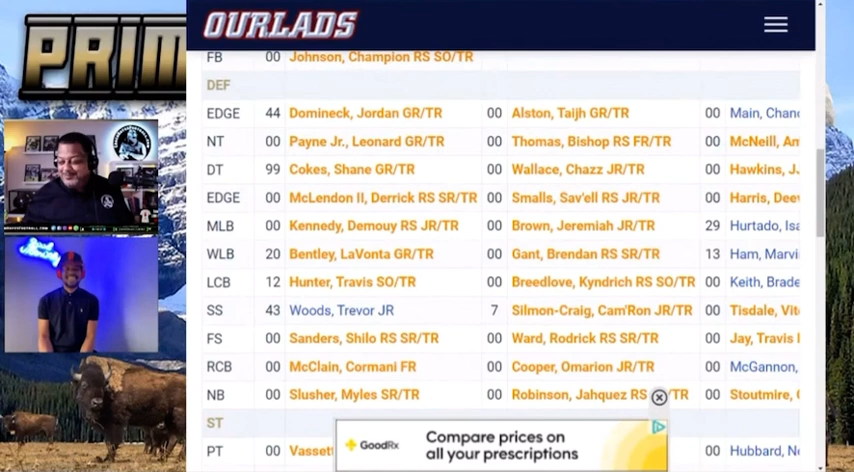 PRIM
OURLADS
FB 00 Johnson, Champion RS SO/TR
DEF
EDGE 44 Domineck, Jordan GR/TR 00 Alston, Taijh GR/TR 00 Main, Chanc
NT 00 Payne Jr., Leonard GR/TR 00 Thomas, Bishop RS FR/TR 00 McNeill, Am
DT 99 Cokes, Shane GR/TR 00 Wallace, Chazz JR/TR 00 Hawkins, J.
EDGE 00 McLendon II, Derrick RS SR/TR 00 Smalls, Sav'ell RS JR/TR 00 Harris, Deev
MLB 00 Kennedy, Demouy RS JR/TR 00 Brown, Jeremiah JR/TR 29 Hurtado, Isa
WLB 20 Bentley, LaVonta GR/TR 00 Gant, Brendan RS SR/TR 13 Ham, Marvi
LCB 12 Hunter, Travis SO/TR 00 Breedlove, Kyndrich RS SO/TR 00 Keith, Brade
SS 43 Woods, Trevor JR 7 Silmon-Craig, Cam'Ron JR/TR 00 Tisdale, Vito
FS 00 Sanders, Shilo RS SR/TR 00 Ward, Rodrick RS SR/TR 00 Jay, Travis
RCB 00 McClain, Cormani FR 00 Cooper, Omarion JR/TR 00 McGannon,
NB 00 Slusher, Myles SR/TR 00 Robinson, Jahquez RS /TR 00 Stoutmire,
ST
PT 00 Vasset 00 Hubbard, No
GoodRx
Compare prices on
all your prescriptions